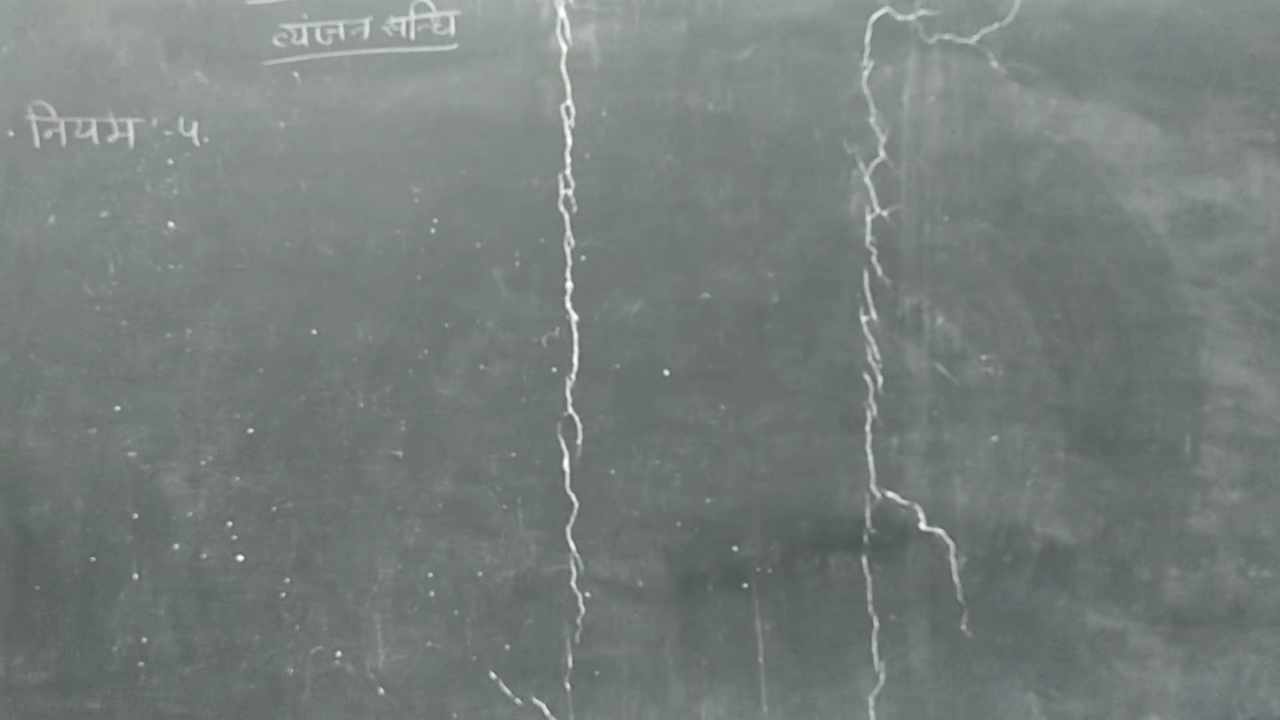 व्यंजन सन्धि
· नियम :- ५.